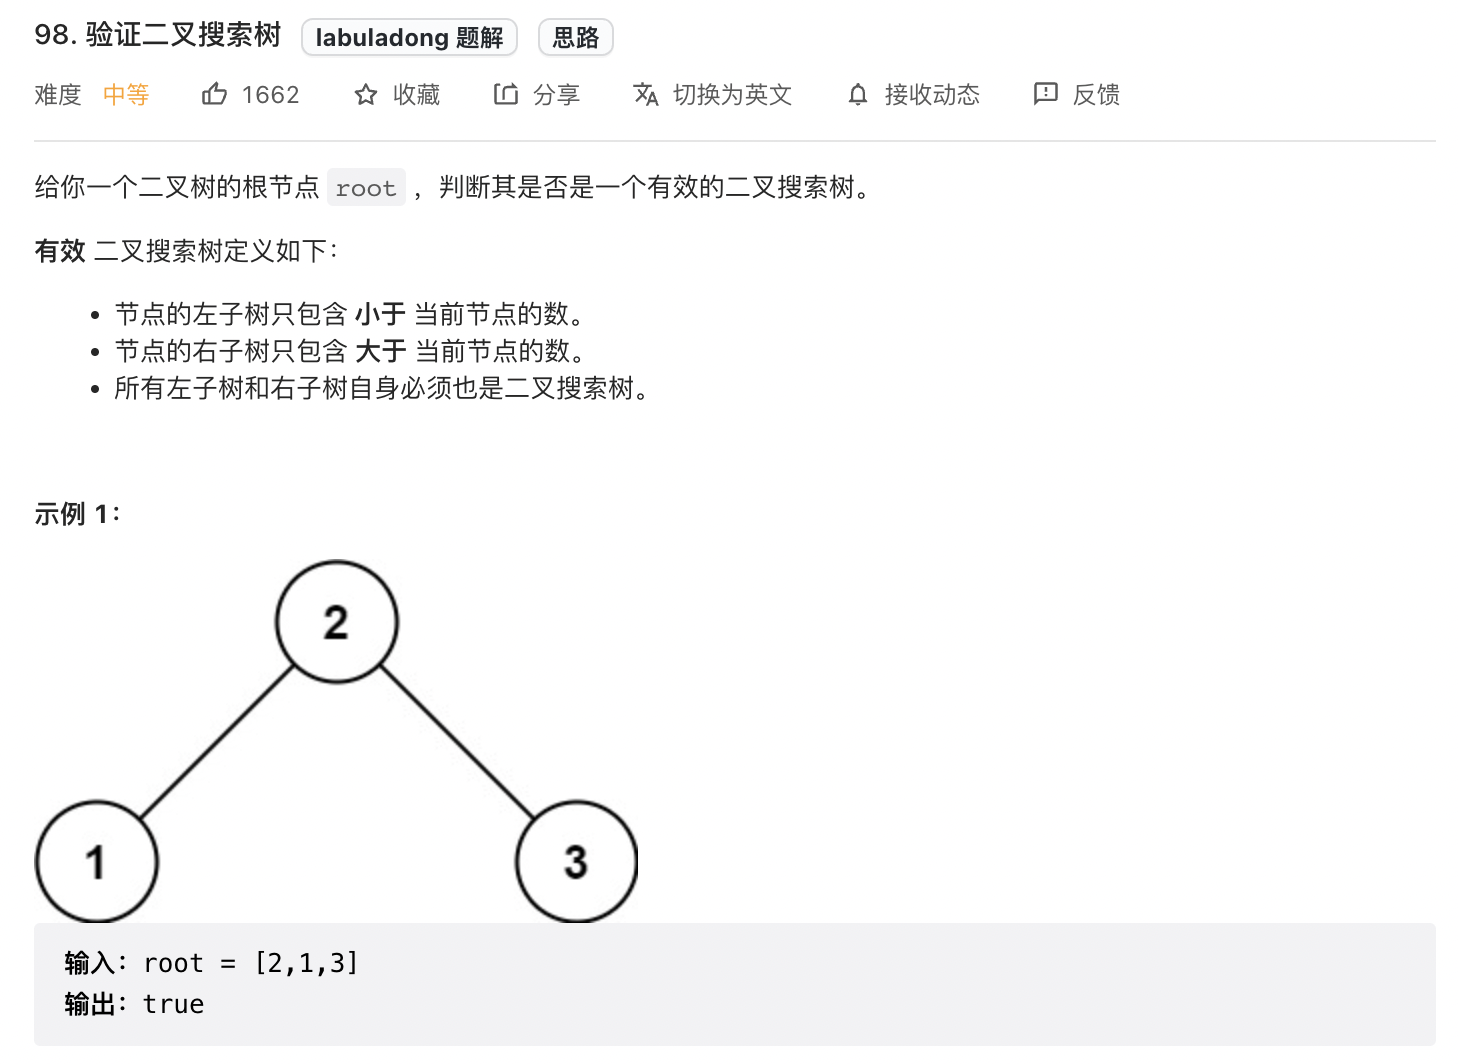 98. 验证二叉搜索树 labuladong 题解 思路
难度 中等 1662 收藏 分享 切换为英文 接收动态 反馈
给你一个二叉树的根节点 root ，判断其是否是一个有效的二叉搜索树。
有效 二叉搜索树定义如下：
• 节点的左子树只包含 小于 当前节点的数。
• 节点的右子树只包含 大于 当前节点的数。
• 所有左子树和右子树自身必须也是二叉搜索树。
示例 1：
2
1 3
输入：root = [2,1,3]
输出：true